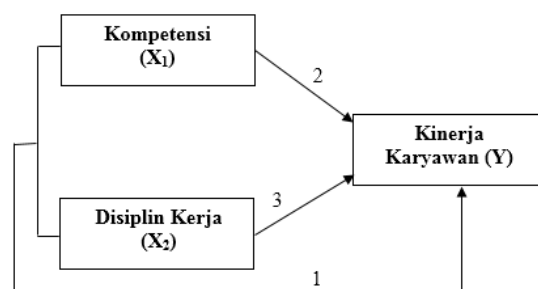 Kompetensi
(X₁)
2
Kinerja
Karyawan (Y)
3
Disiplin Kerja
(X₂)
1